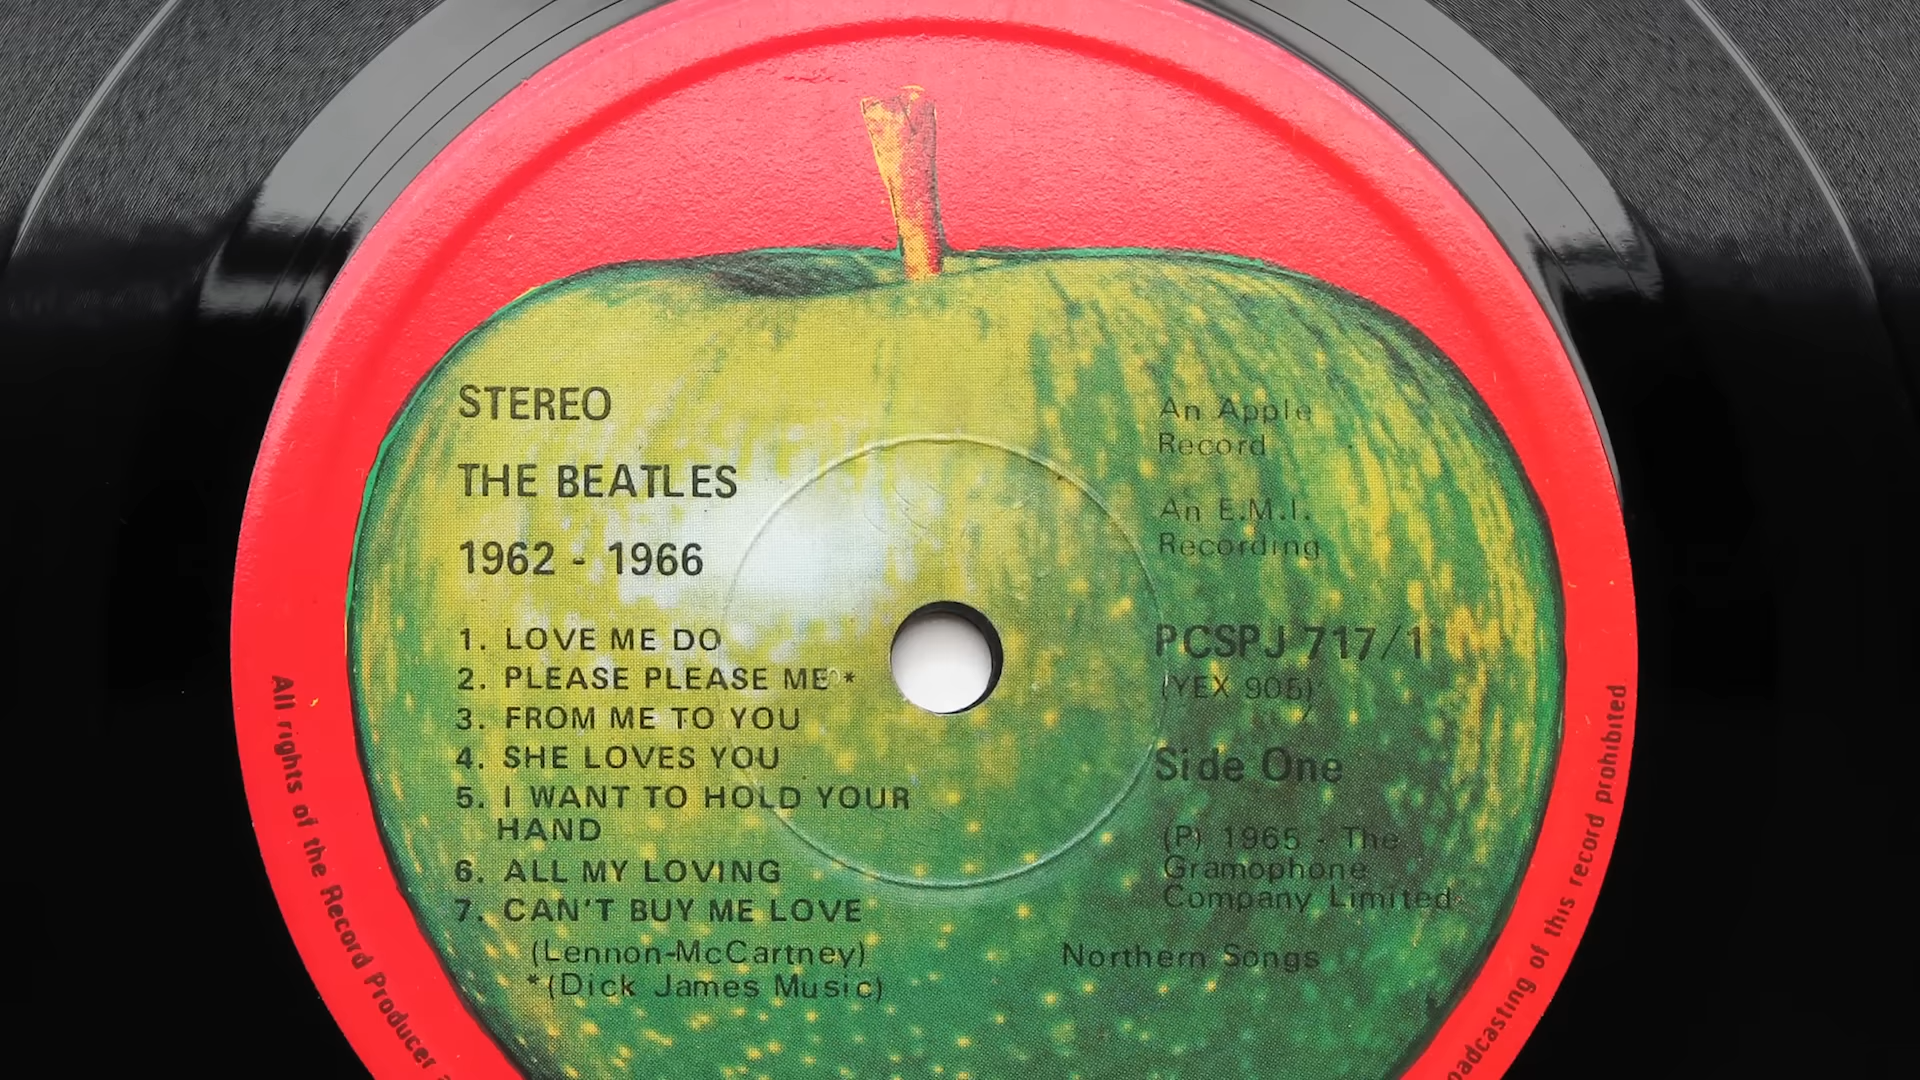 STEREO
THE BEATLES
1962 - 1966
1. LOVE ME DO
2. PLEASE PLEASE ME *
3. FROM ME TO YOU
4. SHE LOVES YOU
5. I WANT TO HOLD YOUR
HAND
6. ALL MY LOVING
7. CAN'T BUY ME LOVE
(Lennon-McCartney)
*(Dick James Music)
An Apple
Record
An E.M.I.
Recording
PCSPJ 717/1
(YEX 905)
Side One
(P) 1965 - The
Gramophone
Company Limited
Northern Songs
All rights of the Record Producer
of this record prohibited